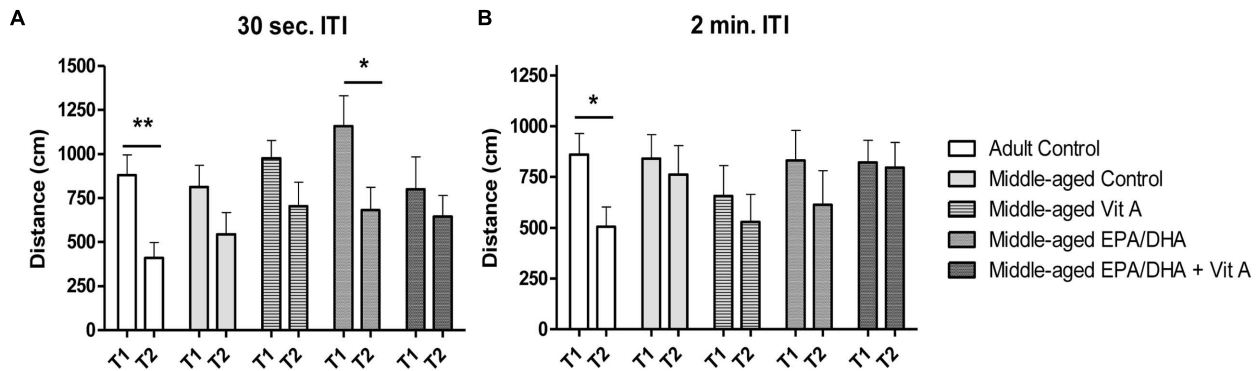 A
30 sec. ITI
1500
1250
1000
750
500
250
0
Distance (cm)
**
*
T1 T2 T1 T2 T1 T2 T1 T2 T1 T2
B
2 min. ITI
1250
1000
750
500
250
0
Distance (cm)
*
T1 T2 T1 T2 T1 T2 T1 T2 T1 T2
Adult Control
Middle-aged Control
Middle-aged Vit A
Middle-aged EPA/DHA
Middle-aged EPA/DHA + Vit A